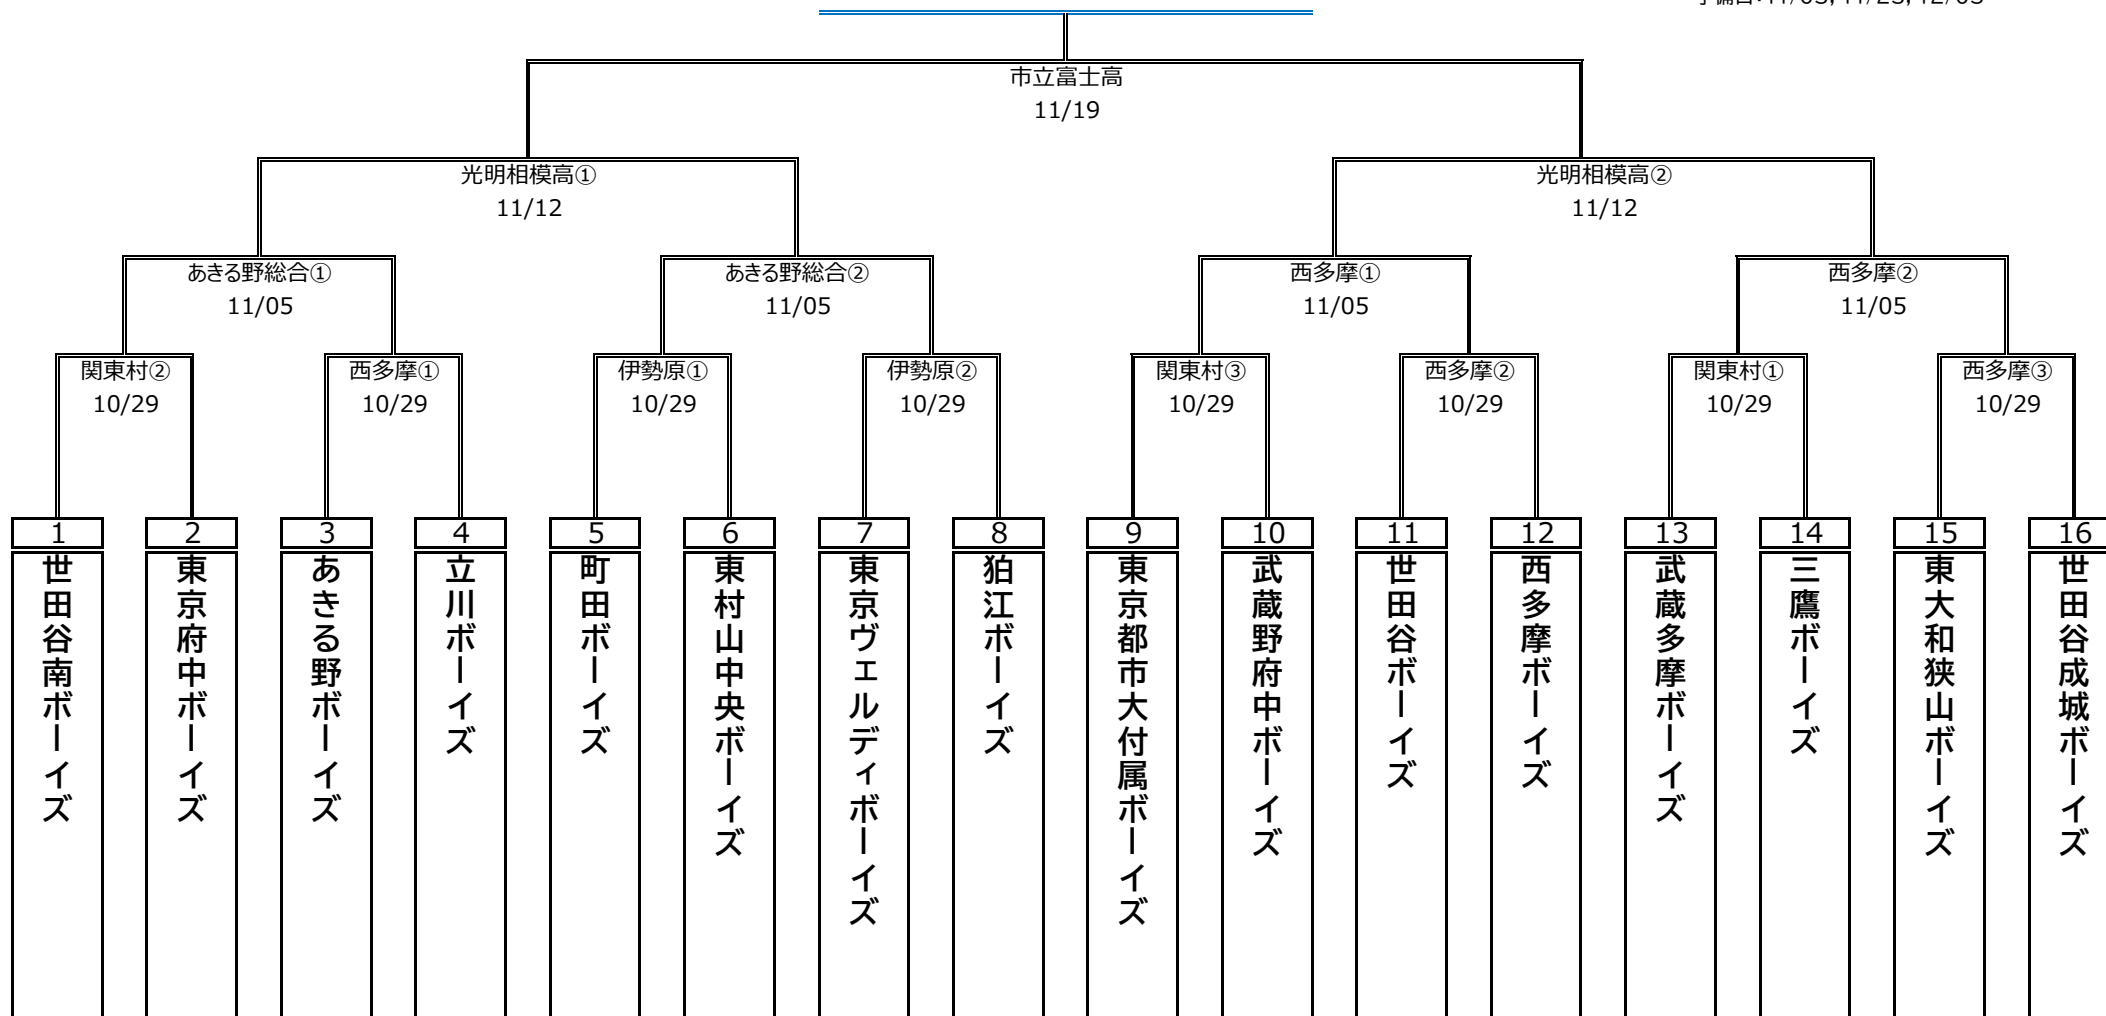 予備日：11/03，11/23，12/03
市立富士高
11/19
光明相模高①
11/12
光明相模高②
11/12
あきる野総合①
11/05
あきる野総合②
11/05
西多摩①
11/05
西多摩②
11/05
関東村②
10/29
西多摩①
10/29
伊勢原①
10/29
伊勢原②
10/29
関東村③
10/29
西多摩②
10/29
関東村①
10/29
西多摩③
10/29
1
世田谷南ボーイズ
2
東京府中ボーイズ
3
あきる野ボーイズ
4
立川ボーイズ
5
町田ボーイズ
6
東村山中央ボーイズ
7
東京ヴェルディボーイズ
8
狛江ボーイズ
9
東京都市大付属ボーイズ
10
武蔵野府中ボーイズ
11
世田谷ボーイズ
12
西多摩ボーイズ
13
武蔵多摩ボーイズ
14
三鷹ボーイズ
15
東大和狭山ボーイズ
16
世田谷成城ボーイズ